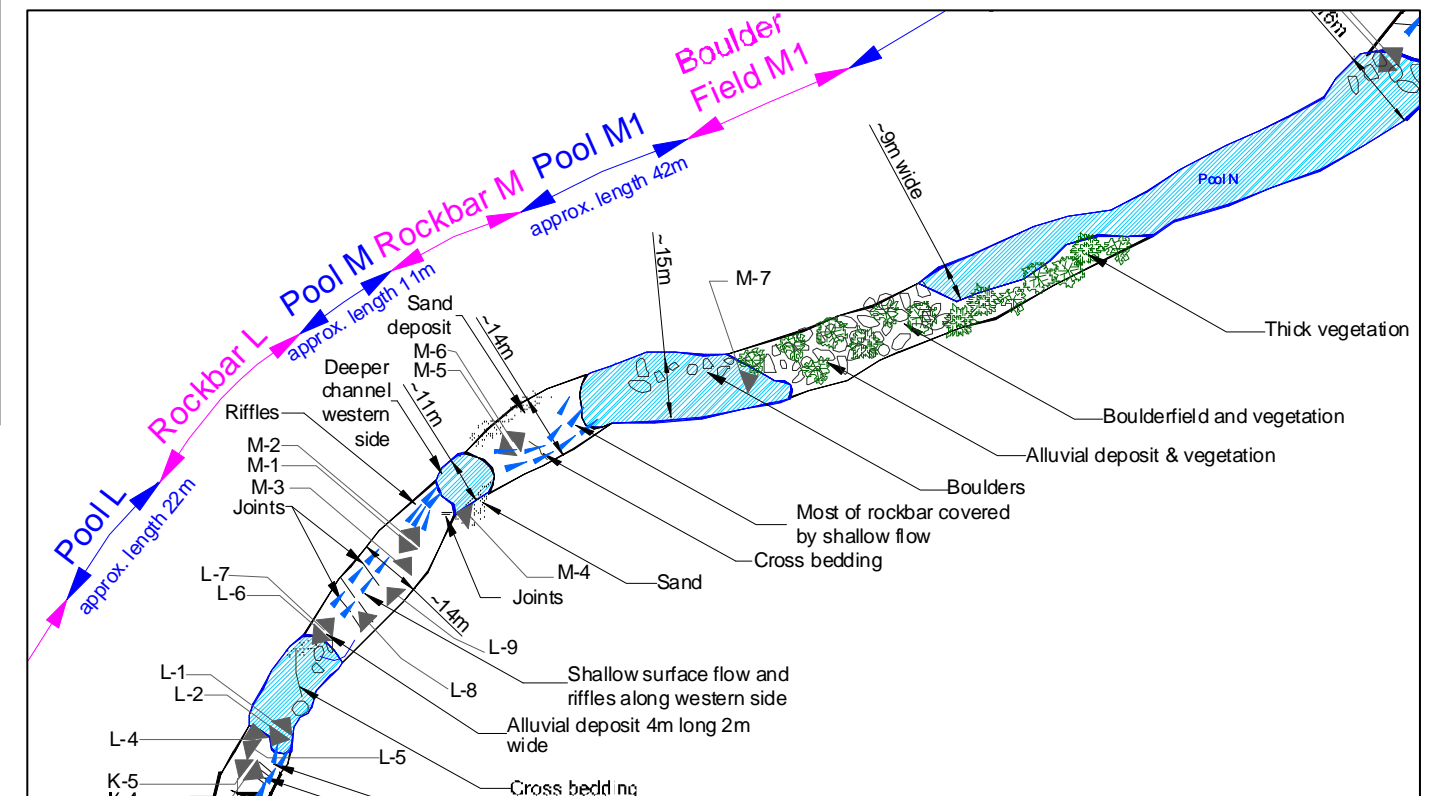 Boulder
Field M1
Pool M1
approx. length 42m
Rockbar M
Pool M
approx. length 11m
Rockbar L
Pool L
approx. length 22m
~9m wide
Pool N
~15m
M-7
Thick vegetation
Boulderfield and vegetation
Alluvial deposit & vegetation
Boulders
Most of rockbar covered
by shallow flow
Cross bedding
Sand
deposit
~14m
M-6
M-5
Deeper
channel
western
side
~11m
Riffles
M-2
M-1
M-3
Joints
M-4
Sand
Joints
L-7
L-6
~14m
L-9
L-8
Shallow surface flow and
riffles along western side
L-1
L-2
Alluvial deposit 4m long 2m
wide
L-4
L-5
K-5
Cross bedding